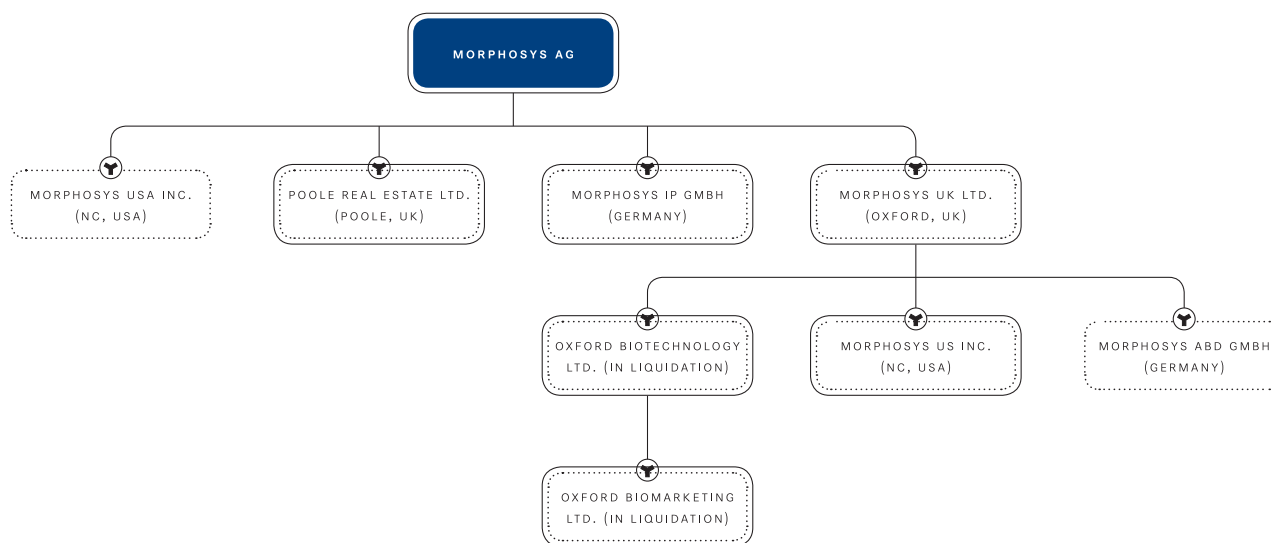 MORPHOSYS AG
MORPHOSYS USA INC.
(NC, USA)
POOLE REAL ESTATE LTD.
(POOLE, UK)
MORPHOSYS IP GMBH
(GERMANY)
MORPHOSYS UK LTD.
(OXFORD, UK)
OXFORD BIOTECHNOLOGY
LTD. (IN LIQUIDATION)
MORPHOSYS US INC.
(NC, USA)
MORPHOSYS ABD GMBH
(GERMANY)
OXFORD BIOMARKETING
LTD. (IN LIQUIDATION)